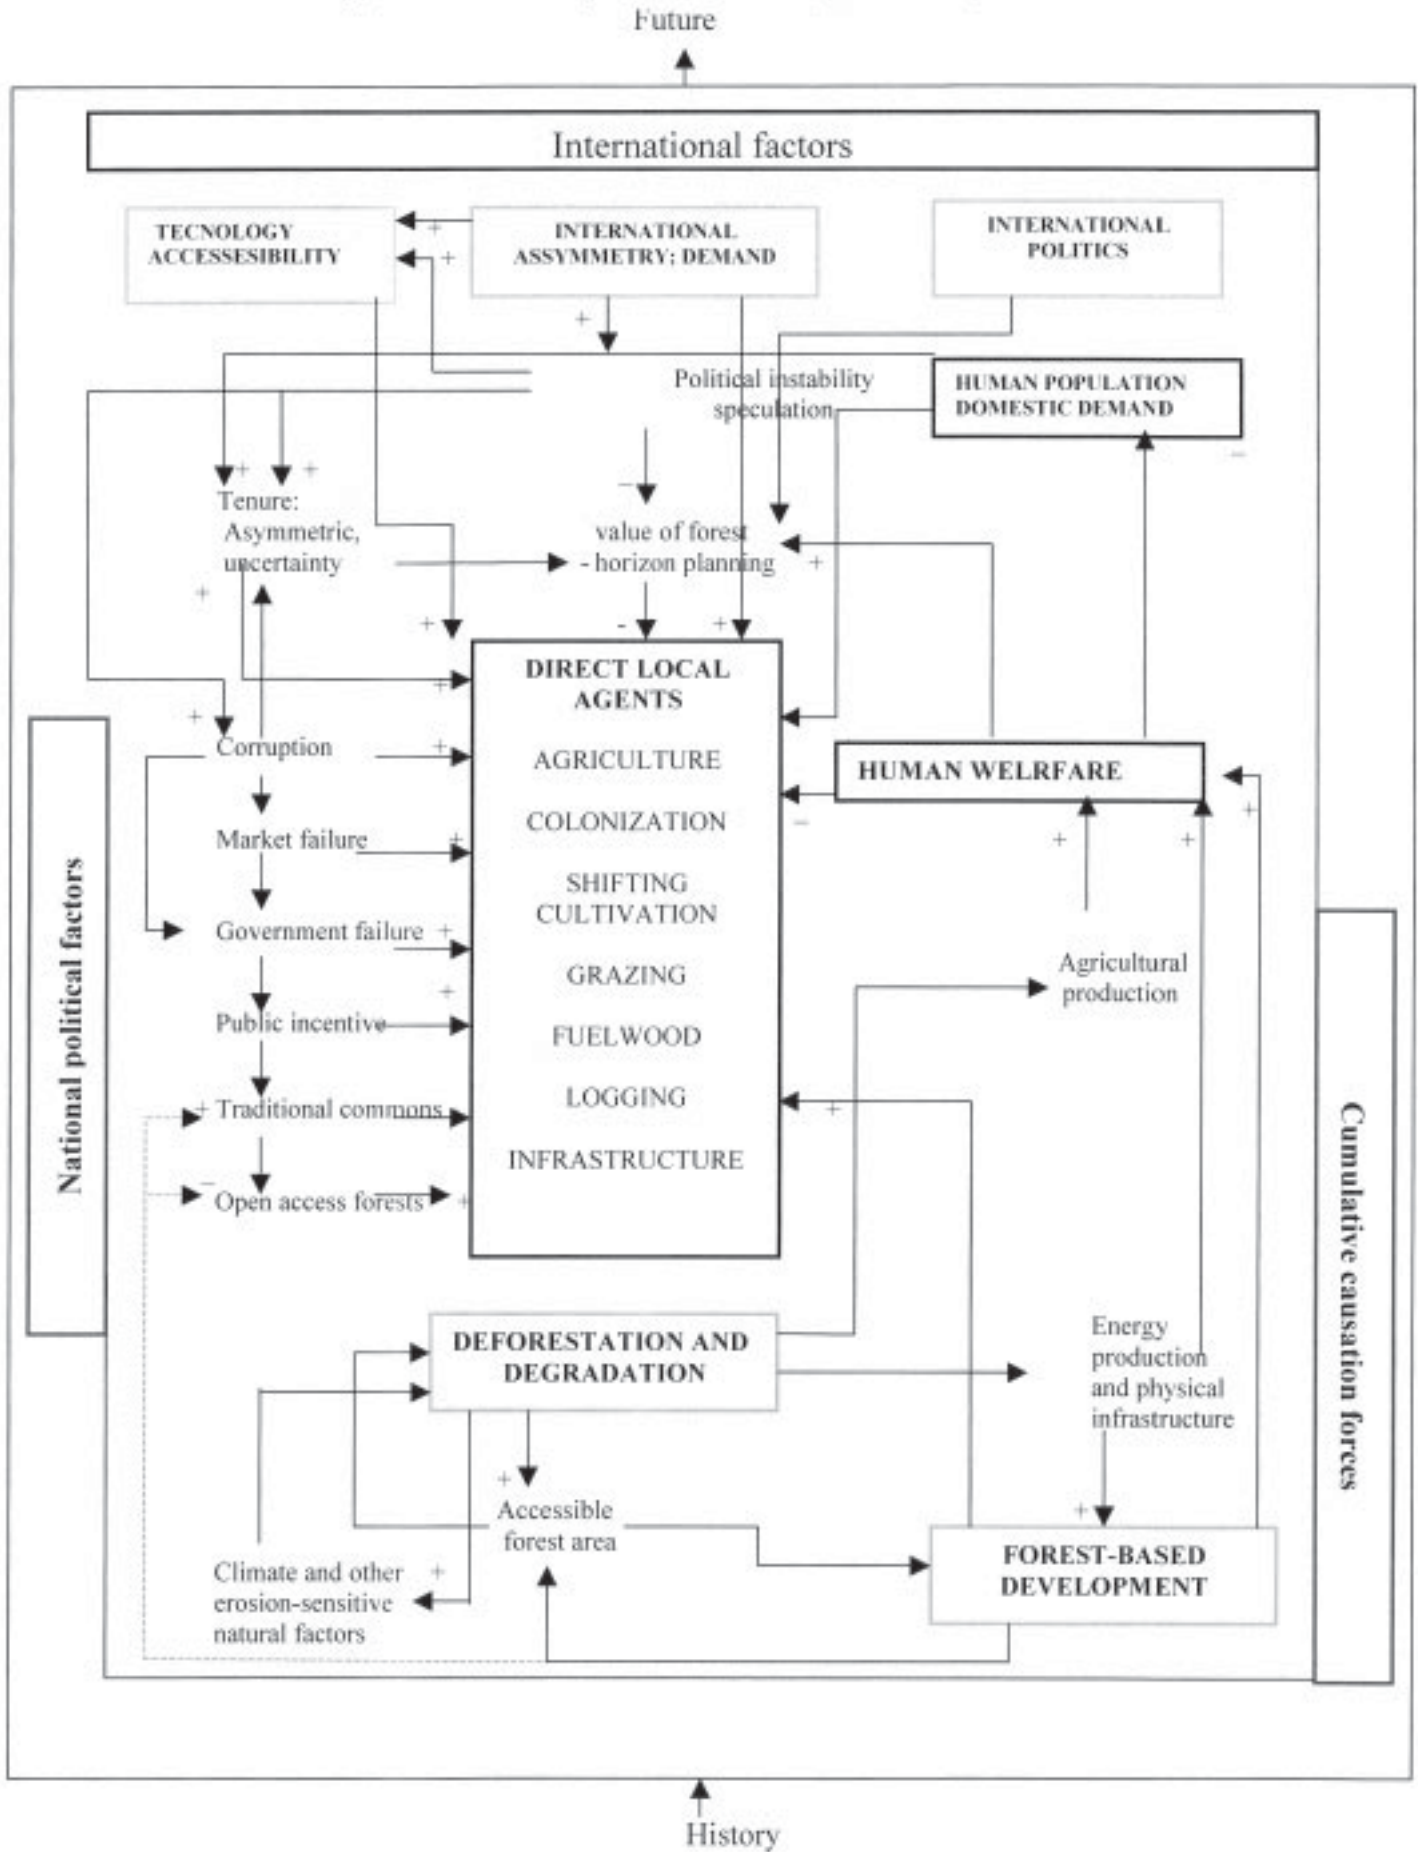 Future
International factors
TECNOLOGY
ACCESSESIBILITY
+
+
INTERNATIONAL
ASSYMMETRY; DEMAND
INTERNATIONAL
POLITICS
+
Political instability
speculation
HUMAN POPULATION
DOMESTIC DEMAND
–
+
+
Tenure:
Asymmetric,
uncertainty
–
value of forest
- horizon planning
+
+
+
-
+
DIRECT LOCAL
AGENTS
AGRICULTURE
COLONIZATION
SHIFTING
CULTIVATION
GRAZING
FUELWOOD
LOGGING
INFRASTRUCTURE
+
+
Corruption
+
Market failure
+
Government failure
+
Public incentive
+
+
Traditional commons
–
Open access forests
+
HUMAN WELRFARE
–
+
+
+
Agricultural
production
+
National political factors
Cumulative causation forces
DEFORESTATION AND
DEGRADATION
Energy
production
and physical
infrastructure
+
Accessible
forest area
+
FOREST-BASED
DEVELOPMENT
Climate and other
erosion-sensitive
natural factors
+
History